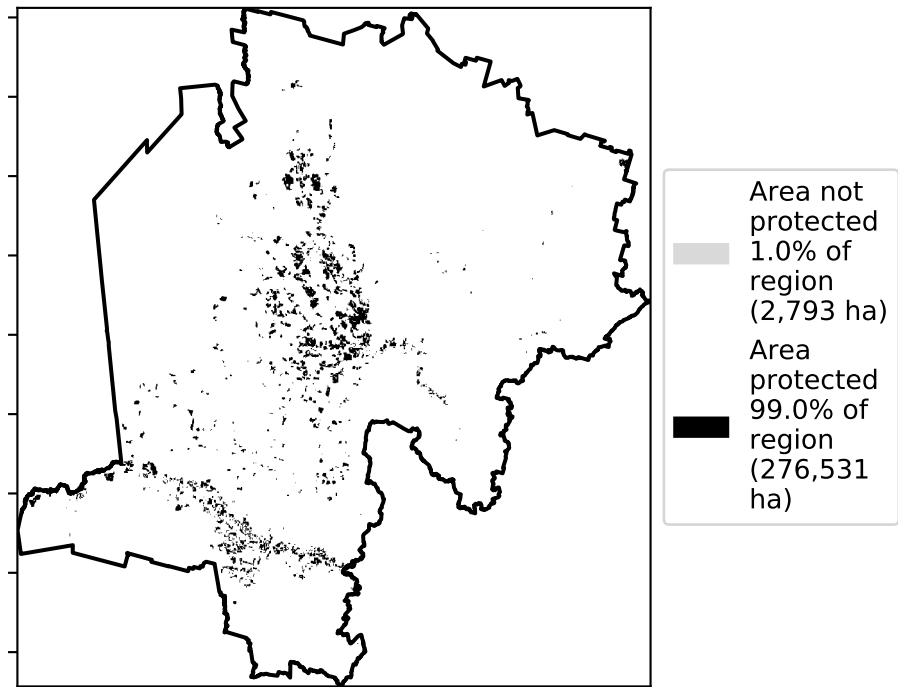 Area not
protected
1.0% of
region
(2,793 ha)
Area
protected
99.0% of
region
(276,531
ha)